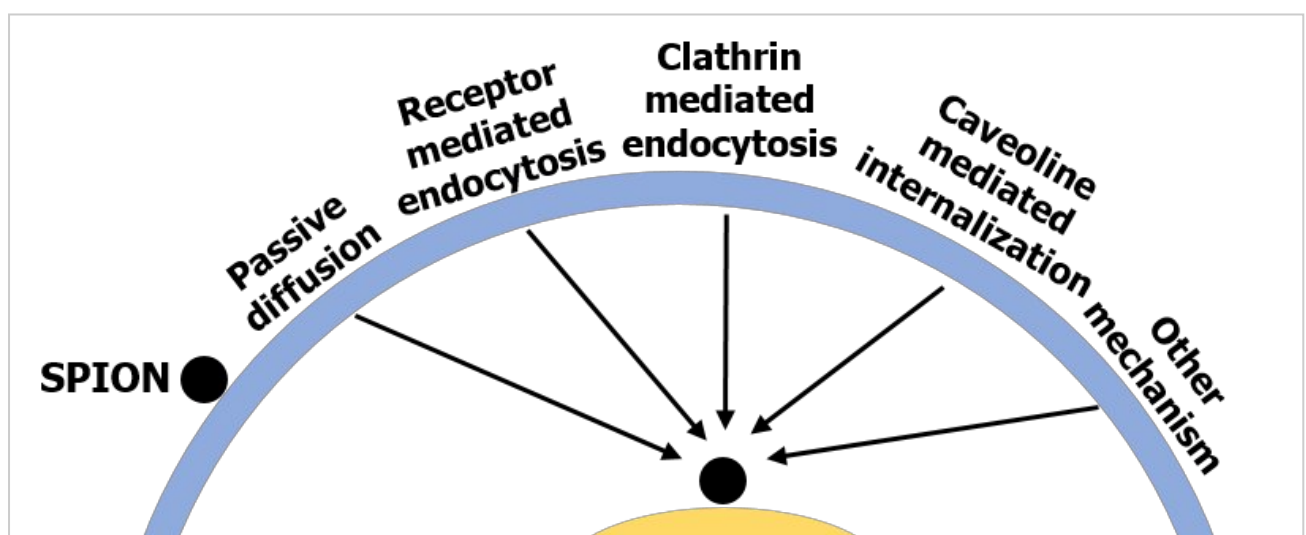 SPION
Passive
diffusion
Receptor
mediated
endocytosis
Clathrin
mediated
endocytosis
Caveoline
mediated
internalization
Other
mechanism